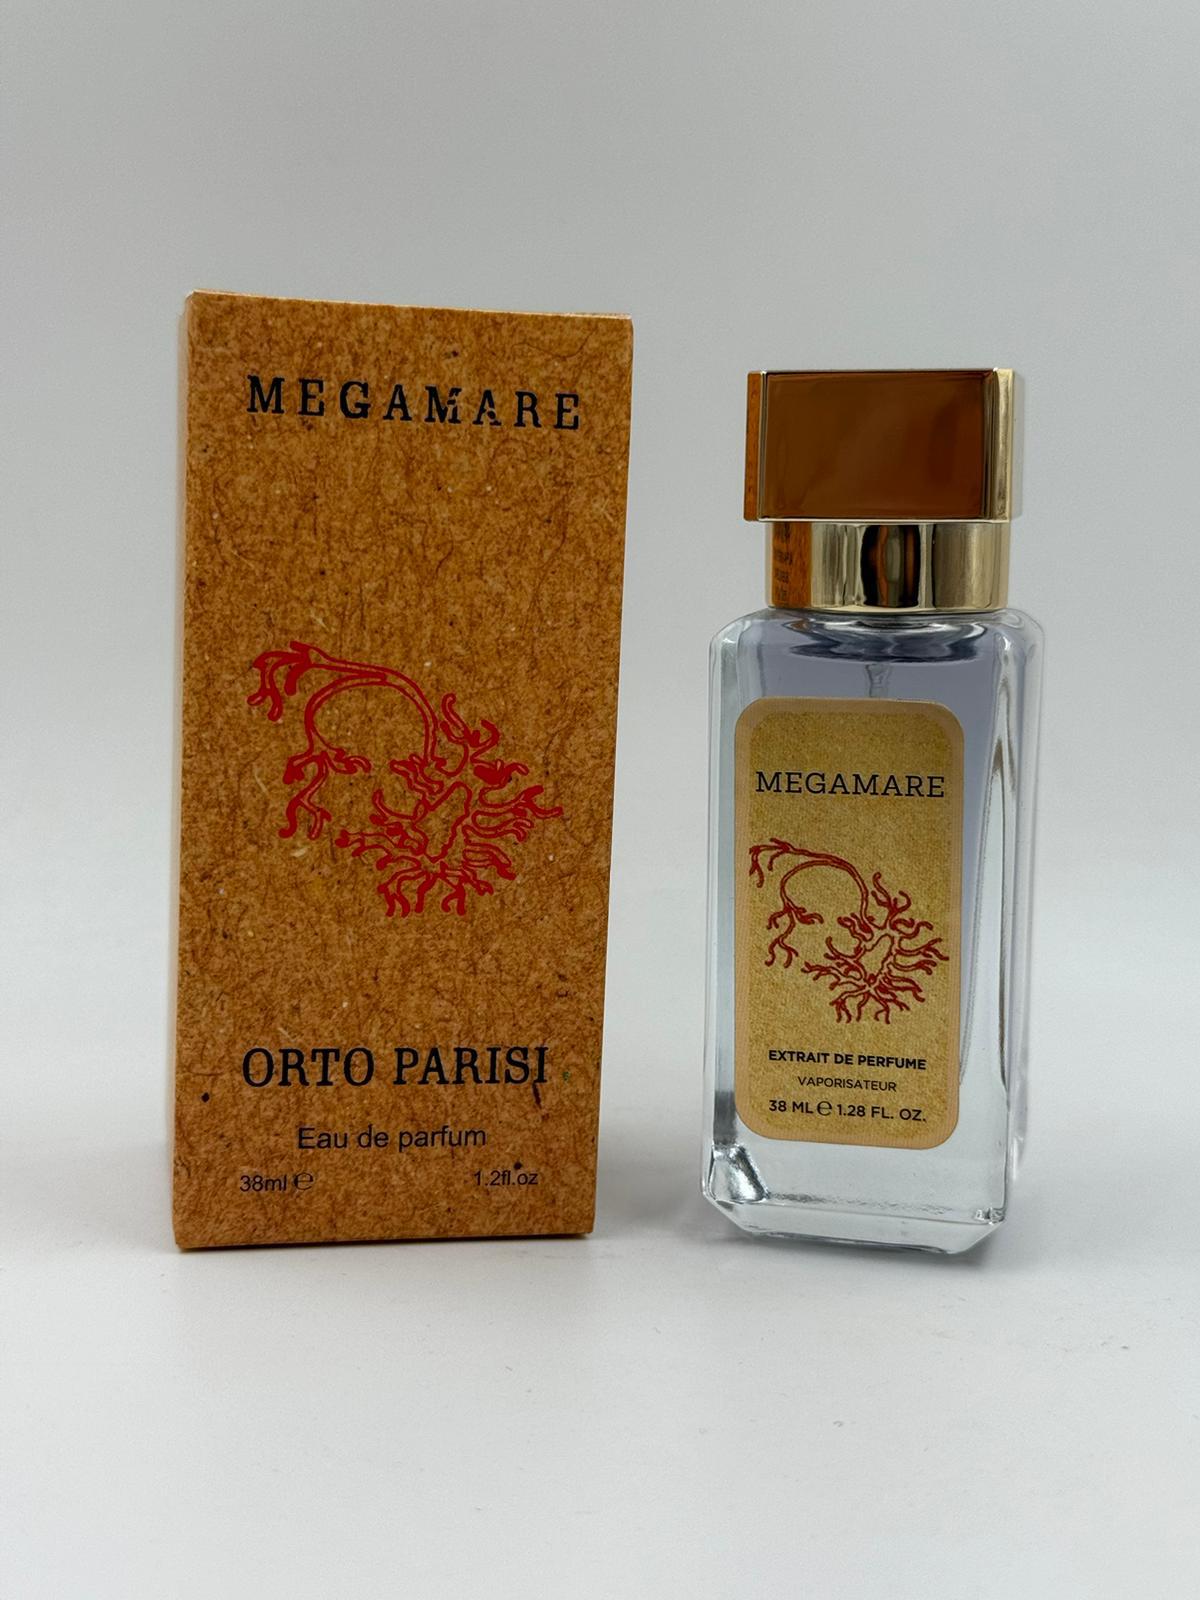 MEGAMARE
ORTO PARISI
Eau de parfum
38ml ℮ 1.2fl.oz
MEGAMARE
EXTRAIT DE PERFUME
VAPORISATEUR
38 ML ℮ 1.28 FL. OZ.